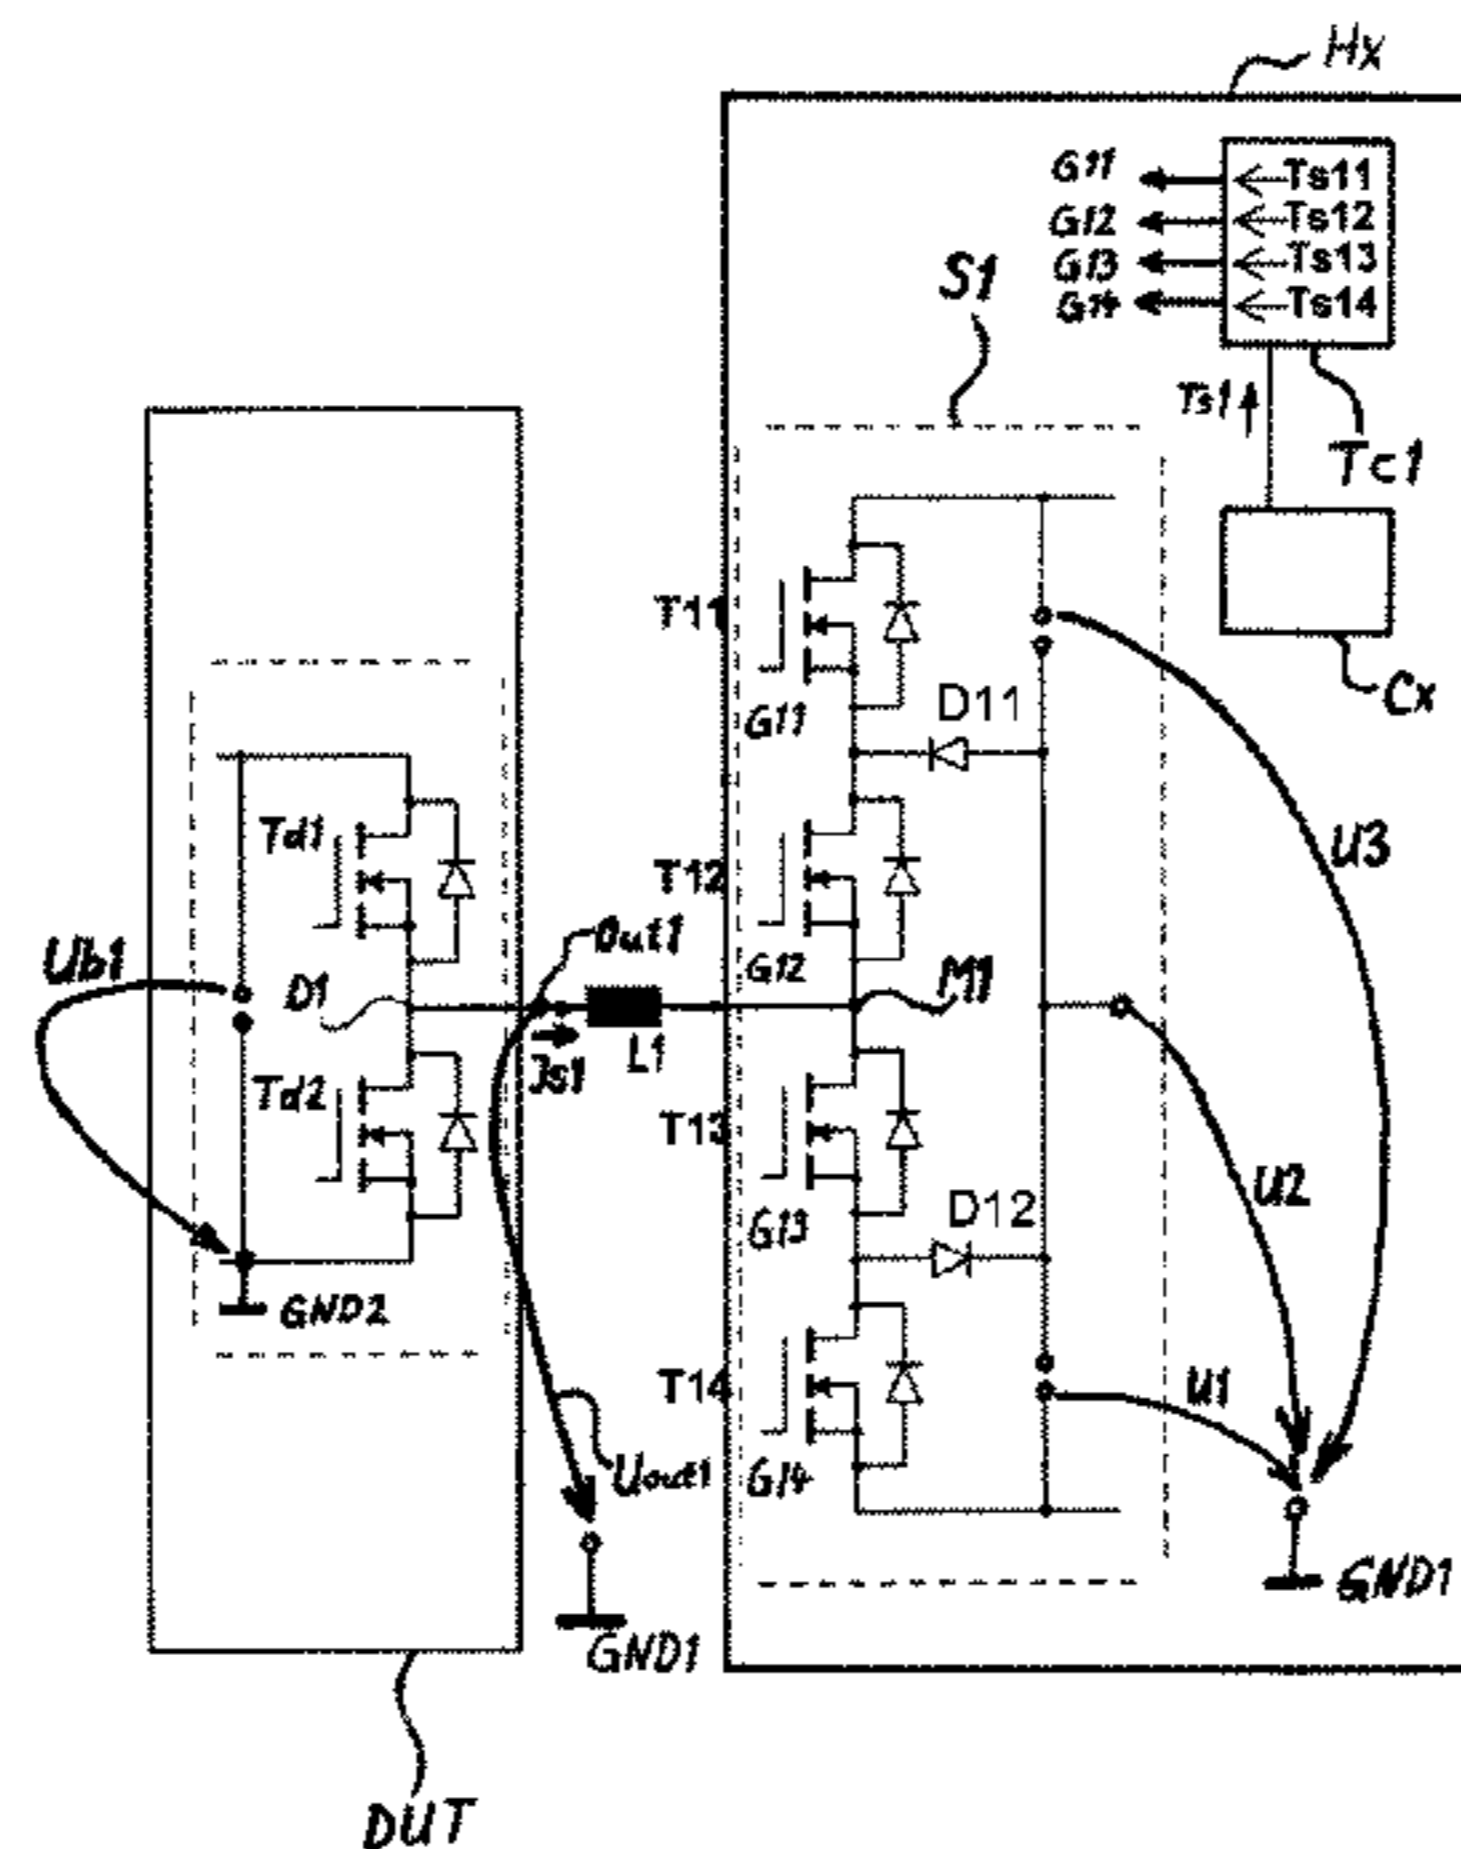 Hx
G11 Ts11
G12 Ts12
G13 Ts13
G14 Ts14
S1
Ts1
Tc1
Cx
T11
G11
D11
U3
Td1
T12
Out1
Ub1
D1
G12
M1
Js1
L1
Td2
T13
U2
G13
D12
GND2
T14
U1
Uout1
G14
GND1
GND1
DUT